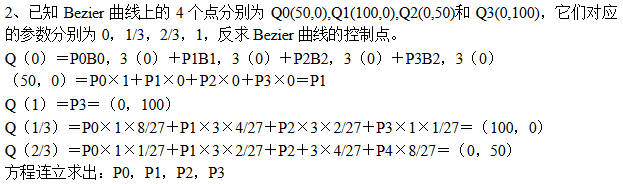 2、已知 Bezier 曲线上的 4 个点分别为 Q0(50,0),Q1(100,0),Q2(0,50)和 Q3(0,100)，它们对应
的参数分别为 0，1/3，2/3，1，反求 Bezier 曲线的控制点。
Q（0）＝P0B0，3（0）＋P1B1，3（0）＋P2B2，3（0）＋P3B2，3（0）
（50，0）＝P0×1＋P1×0＋P2×0＋P3×0＝P1
Q（1）＝P3＝（0，100）
Q（1/3）＝P0×1×8/27＋P1×3×4/27＋P2×3×2/27＋P3×1×1/27＝（100，0）
Q（2/3）＝P0×1×1/27＋P1×3×2/27＋P2＋3×4/27＋P4×8/27＝（0，50）
方程连立求出：P0，P1，P2，P3